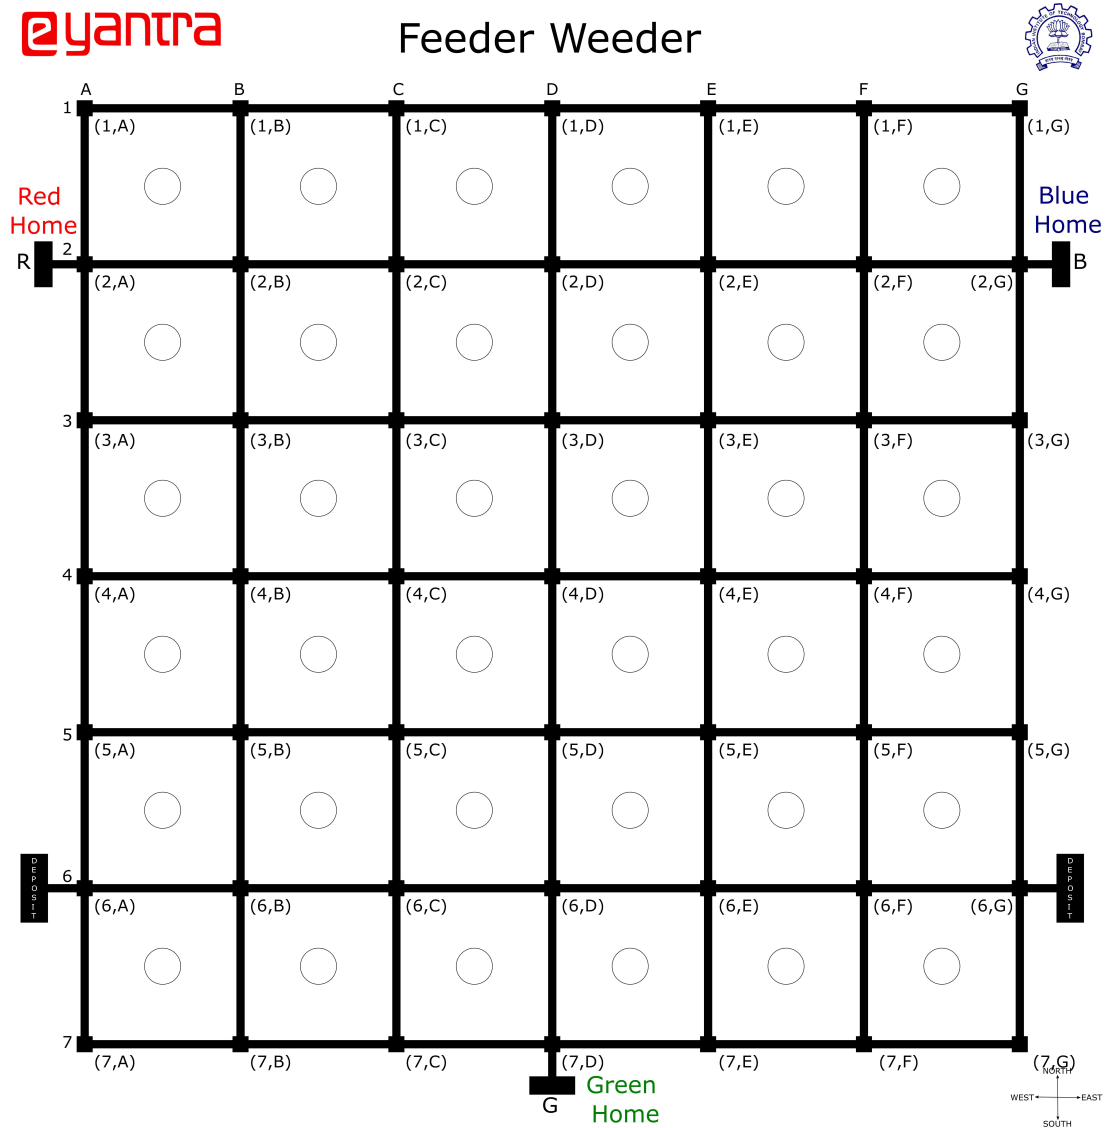 eyantra
Feeder Weeder
A B C D E F G
1
(1,A) (1,B) (1,C) (1,D) (1,E) (1,F) (1,G)
Red
Home
Blue
Home
2
R
B
(2,A) (2,B) (2,C) (2,D) (2,E) (2,F) (2,G)
3
(3,A) (3,B) (3,C) (3,D) (3,E) (3,F) (3,G)
4
(4,A) (4,B) (4,C) (4,D) (4,E) (4,F) (4,G)
5
(5,A) (5,B) (5,C) (5,D) (5,E) (5,F) (5,G)
DEPOSIT
DEPOSIT
6
(6,A) (6,B) (6,C) (6,D) (6,E) (6,F) (6,G)
7
(7,A) (7,B) (7,C) (7,D) (7,E) (7,F) (7,G)
Green
Home
G
NORTH
WEST EAST
SOUTH